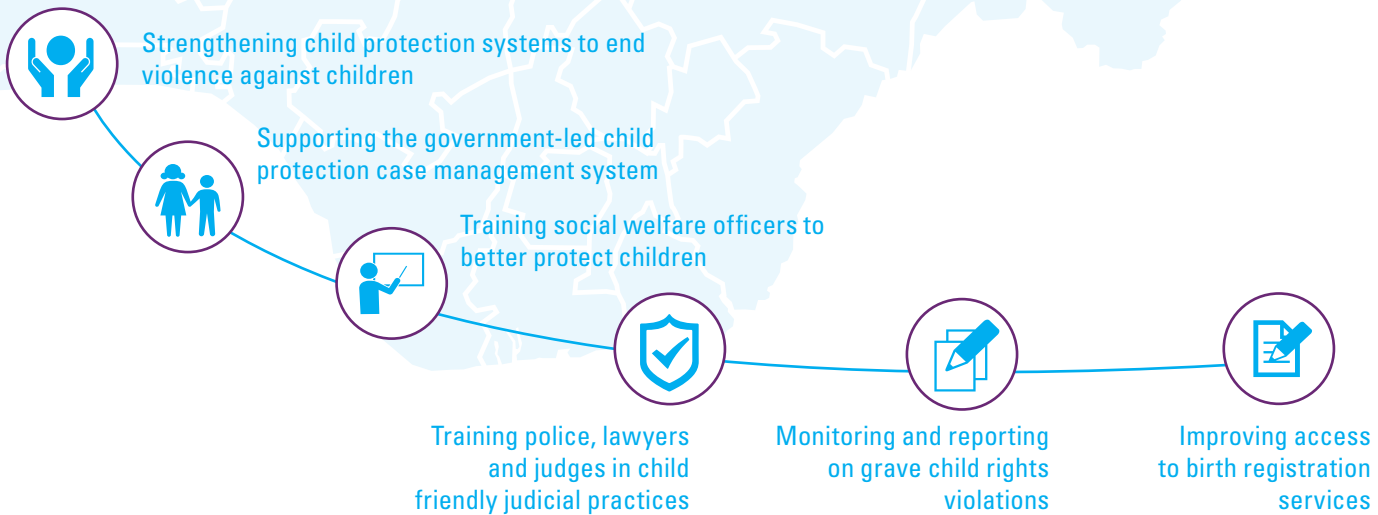 Strengthening child protection systems to end
violence against children
Supporting the government-led child
protection case management system
Training social welfare officers to
better protect children
Training police, lawyers
and judges in child
friendly judicial practices
Monitoring and reporting
on grave child rights
violations
Improving access
to birth registration
services